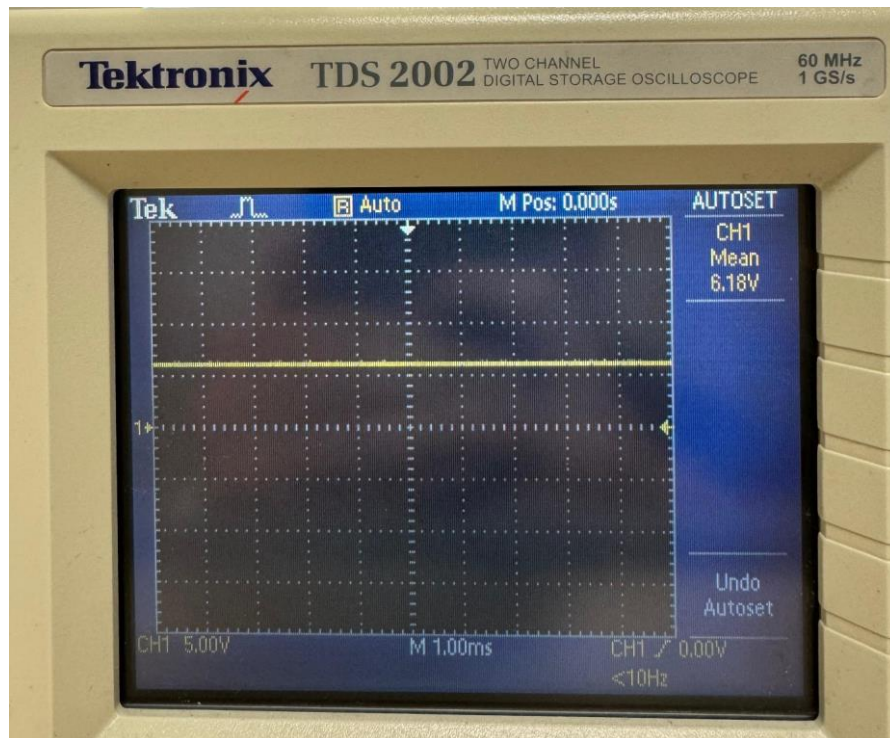 Tektronix TDS 2002 TWO CHANNEL 60 MHz
DIGITAL STORAGE OSCILLOSCOPE 1 GS/s
Tek R Auto M Pos: 0.000s AUTOSET
CH1
Mean
6.18V
1
Undo
Autoset
CH1 5.00V M 1.00ms CH1 0.00V
<10Hz